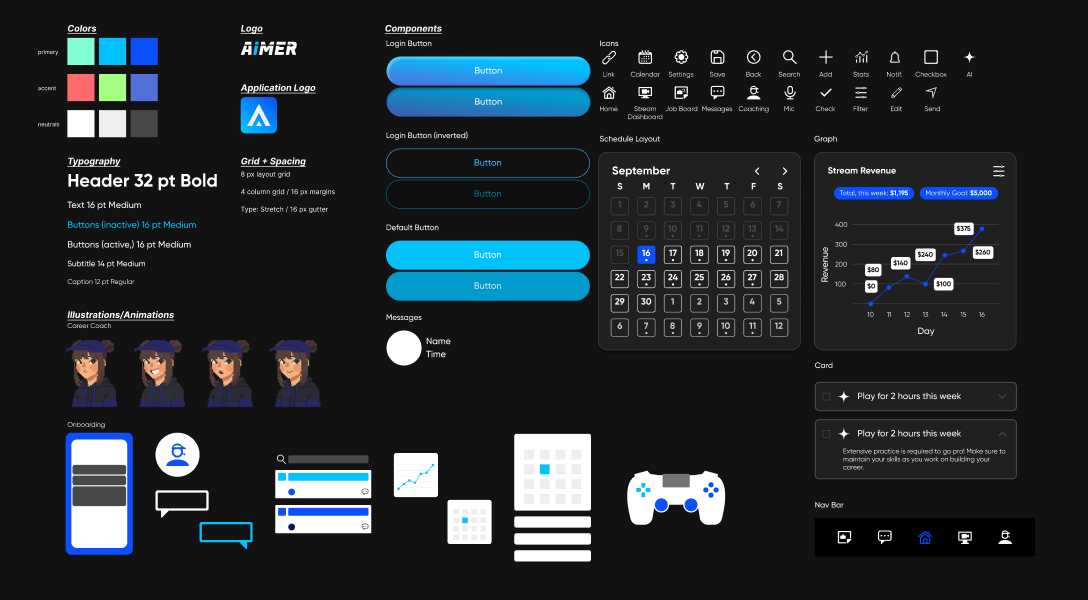 Colors
primary
accent
neutrals
Typography
Header 32 pt Bold
Text 16 pt Medium
Buttons (inactive) 16 pt Medium
Buttons (active,) 16 pt Medium
Subtitle 14 pt Medium
Caption 12 pt Regular
Illustrations/Animations
Career Coach
Onboarding
Logo
AiMER
Application Logo
Grid + Spacing
8 px layout grid
4 column grid / 16 px margins
Type: Stretch / 16 px gutter
Components
Login Button
Button
Button
Login Button (inverted)
Button
Button
Default Button
Button
Button
Messages
Name
Time
Icons
Link Calendar Settings Save Back Search Add Stats Notif. Checkbox AI
Home Stream Dashboard Job Board Messages Coaching Mic Check Filter Edit Send
Schedule Layout
September
S M T W T F S
1 2 3 4 5 6 7
8 9 10 11 12 13 14
15 16 17 18 19 20 21
22 23 24 25 26 27 28
29 30 1 2 3 4 5
6 7 8 9 10 11 12
Graph
Stream Revenue
Total, this week: $1,195
Monthly Goal: $5,000
Revenue
400
300
200
100
$0
$80
$140
$240
$100
$375
$260
10 11 12 13 14 15 16
Day
Card
Play for 2 hours this week
Play for 2 hours this week
Extensive practice is required to go pro! Make sure to
maintain your skills as you work on building your
career.
Nav Bar